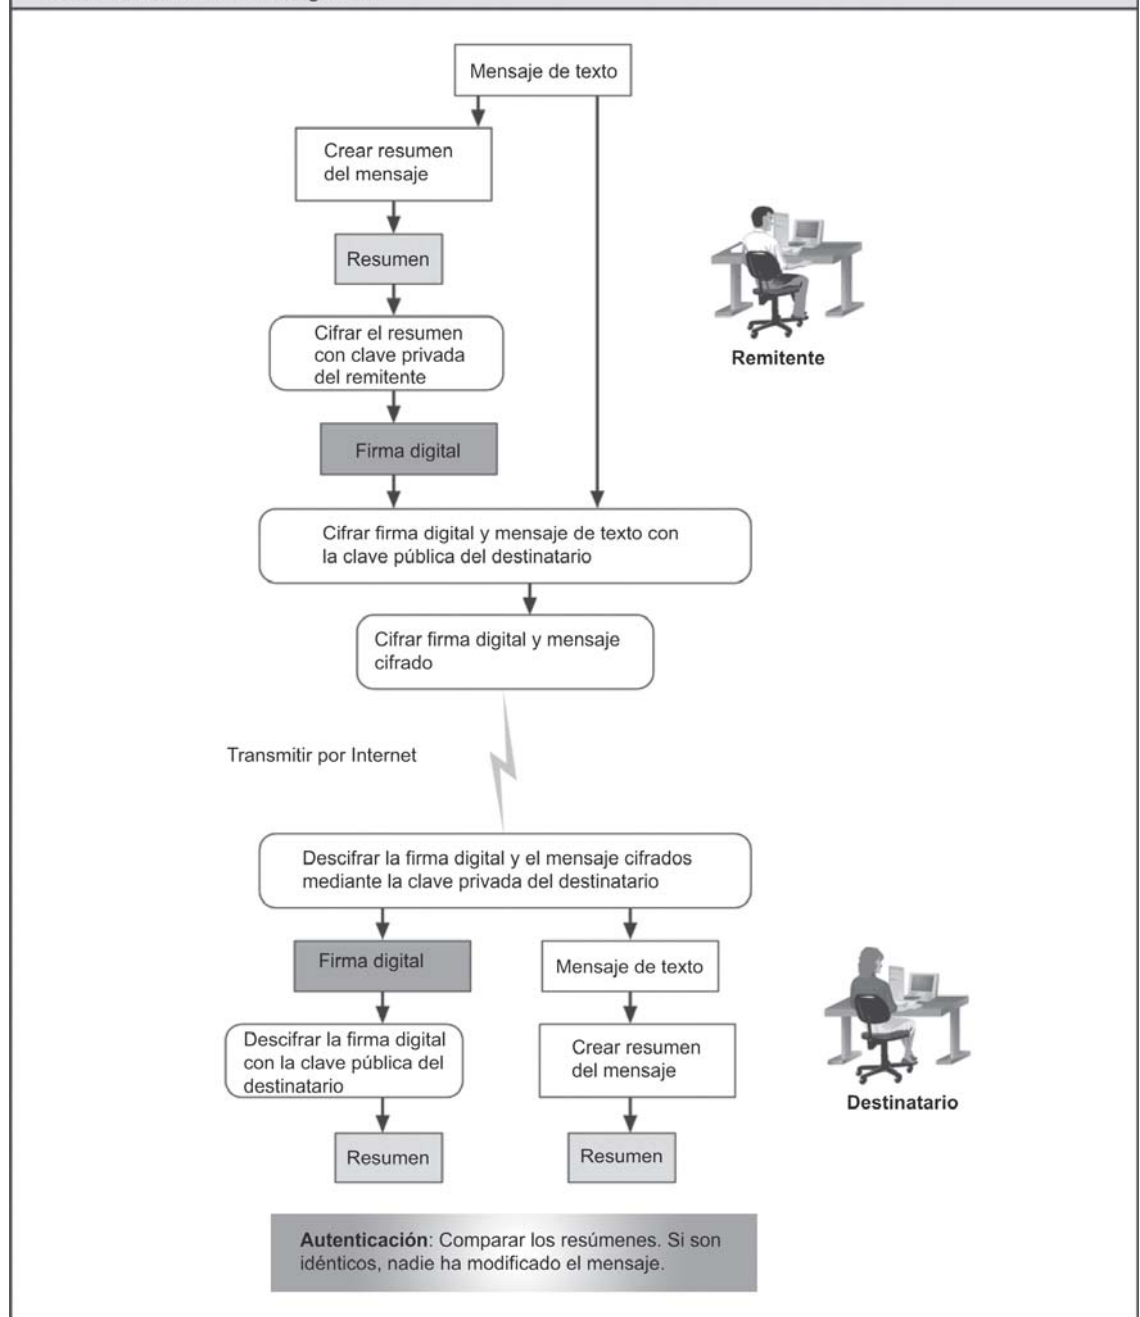 Mensaje de texto
Crear resumen
del mensaje
Resumen
Cifrar el resumen
con clave privada
del remitente
Remitente
Firma digital
Cifrar firma digital y mensaje de texto con
la clave pública del destinatario
Cifrar firma digital y mensaje
cifrado
Transmitir por Internet
Descifrar la firma digital y el mensaje cifrados
mediante la clave privada del destinatario
Firma digital
Mensaje de texto
Descifrar la firma digital
con la clave pública del
destinatario
Crear resumen
del mensaje
Destinatario
Resumen
Resumen
Autenticación: Comparar los resúmenes. Si son
idénticos, nadie ha modificado el mensaje.